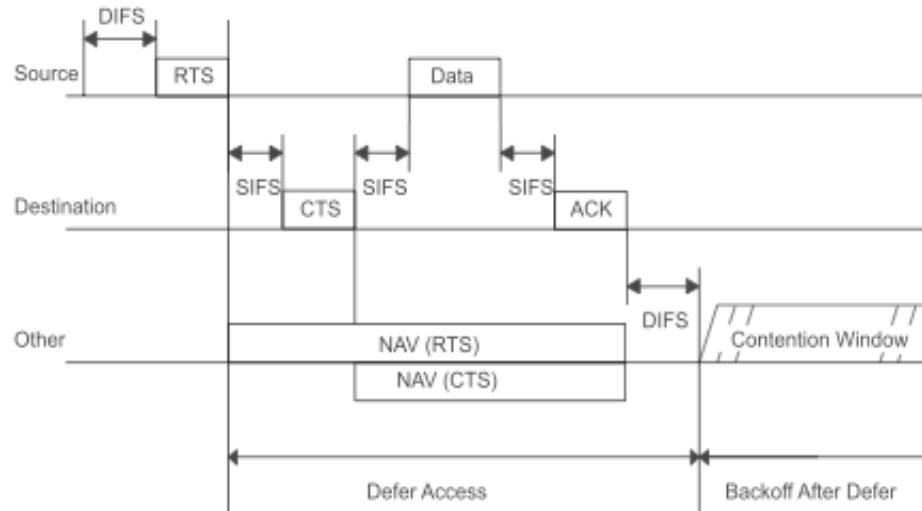 DIFS
Source
RTS
Data
SIFS
SIFS
SIFS
Destination
CTS
ACK
DIFS
Other
NAV (RTS)
Contention Window
NAV (CTS)
Defer Access
Backoff After Defer